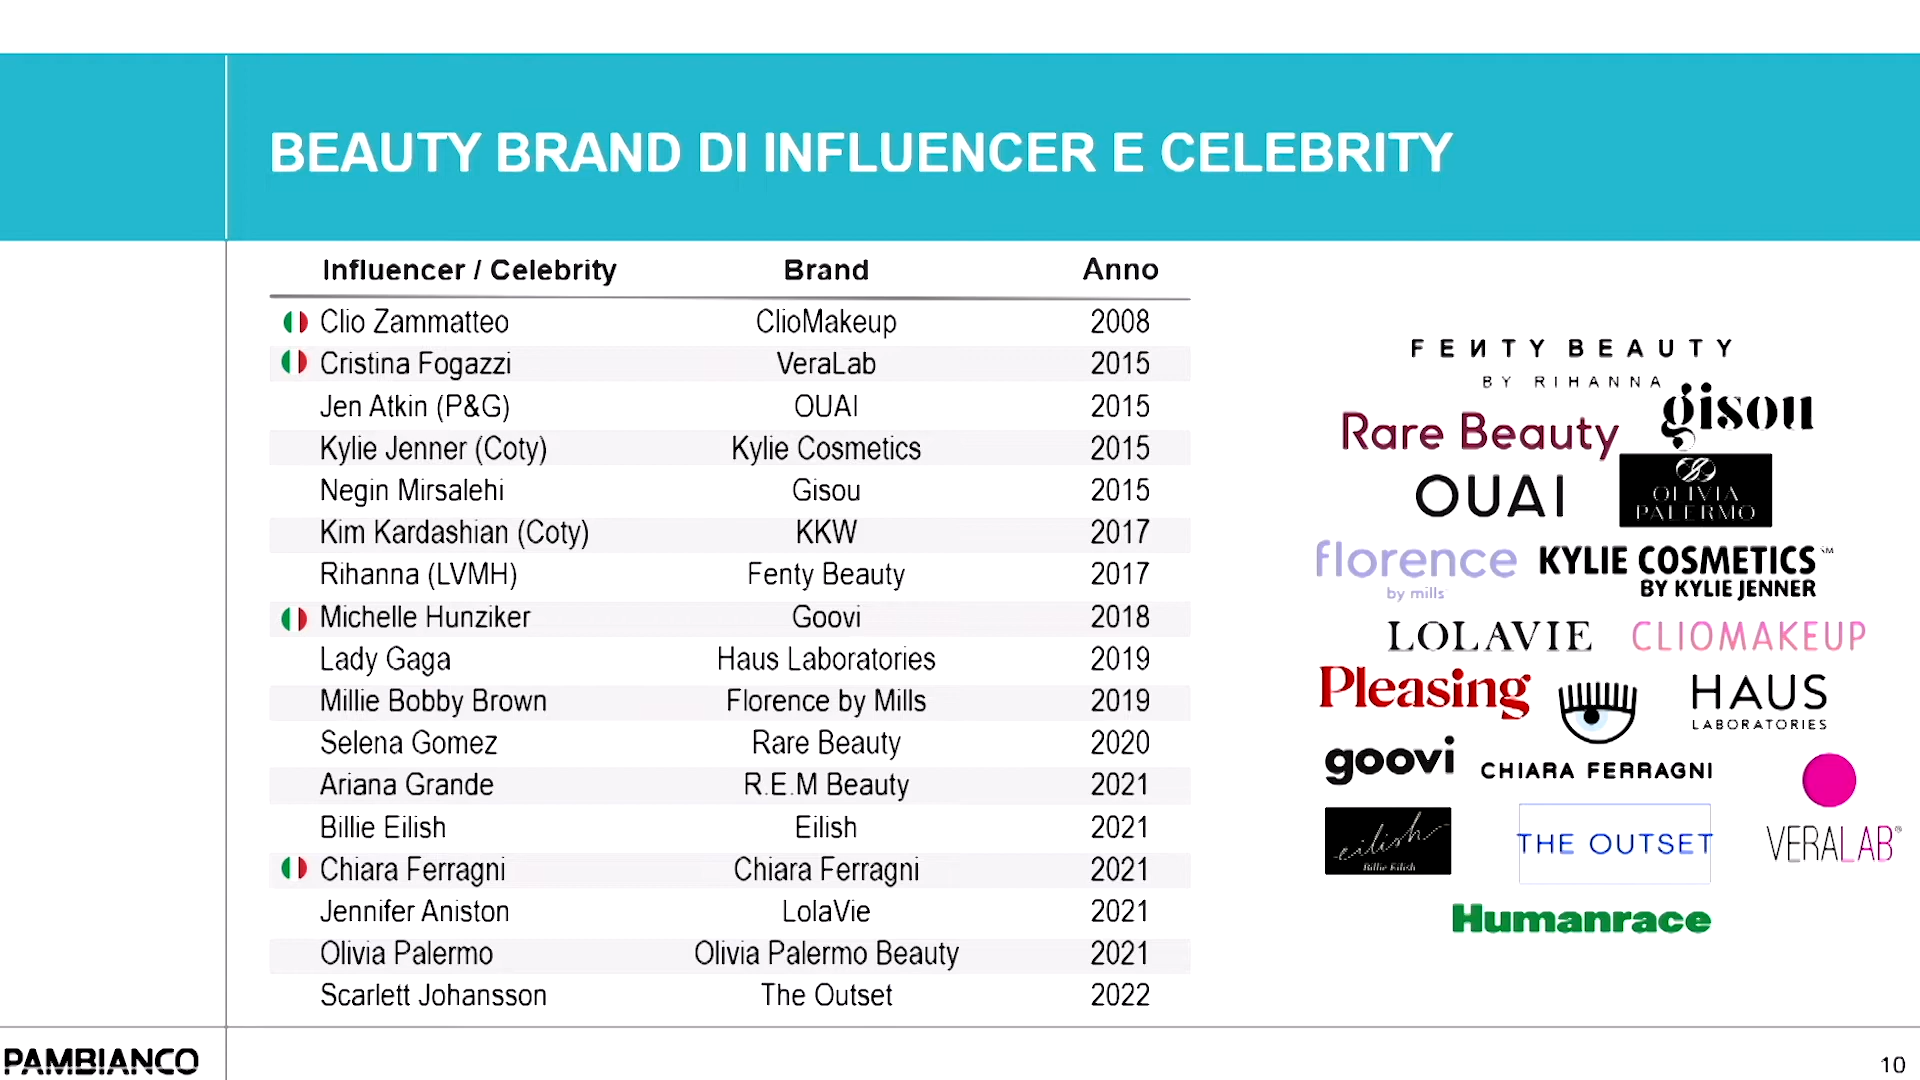 BEAUTY BRAND DI INFLUENCER E CELEBRITY
Influencer / Celebrity Brand Anno
Clio Zammatteo ClioMakeup 2008
Cristina Fogazzi VeraLab 2015
Jen Atkin (P&G) OUAI 2015
Kylie Jenner (Coty) Kylie Cosmetics 2015
Negin Mirsalehi Gisou 2015
Kim Kardashian (Coty) KKW 2017
Rihanna (LVMH) Fenty Beauty 2017
Michelle Hunziker Goovi 2018
Lady Gaga Haus Laboratories 2019
Millie Bobby Brown Florence by Mills 2019
Selena Gomez Rare Beauty 2020
Ariana Grande R.E.M Beauty 2021
Billie Eilish Eilish 2021
Chiara Ferragni Chiara Ferragni 2021
Jennifer Aniston LolaVie 2021
Olivia Palermo Olivia Palermo Beauty 2021
Scarlett Johansson The Outset 2022
FENTY BEAUTY
BY RIHANNA
gisou
Rare Beauty
OUAI
OLIVIA
PALERMO
florence
by mills
KYLIE COSMETICS℠
BY KYLIE JENNER
LOLAVIE
CLIOMAKEUP
Pleasing
HAUS
LABORATORIES
goovi
CHIARA FERRAGNI
eilish
Billie Eilish
THE OUTSET
VERALAB®
Humanrace
PAMBIANCO
10